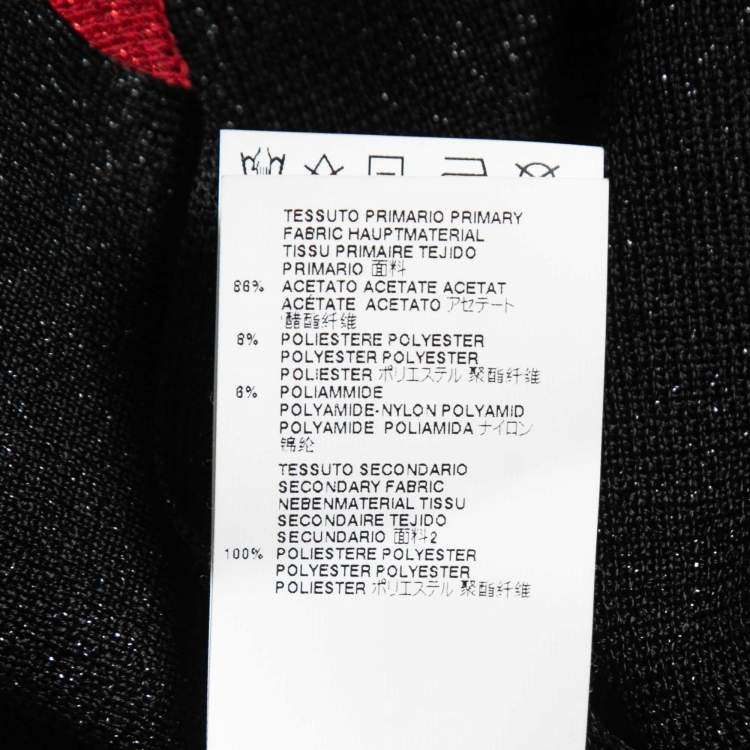 TESSUTO PRIMARIO PRIMARY
FABRIC HAUPTMATERIAL
TISSU PRIMAIRE TEJIDO
PRIMARIO 面料
86% ACETATO ACETATE ACETAT
ACÉTATE ACETATO アセテート
醋酯纤维
8% POLIESTERE POLYESTER
POLYESTER POLYESTER
POLIESTER ポリエステル 聚酯纤维
6% POLIAMMIDE
POLYAMIDE-NYLON POLYAMID
POLYAMIDE POLIAMIDA ナイロン
锦纶
TESSUTO SECONDARIO
SECONDARY FABRIC
NEBENMATERIAL TISSU
SECONDAIRE TEJIDO
SECUNDARIO 面料2
100% POLIESTERE POLYESTER
POLYESTER POLYESTER
POLIESTER ポリエステル 聚酯纤维